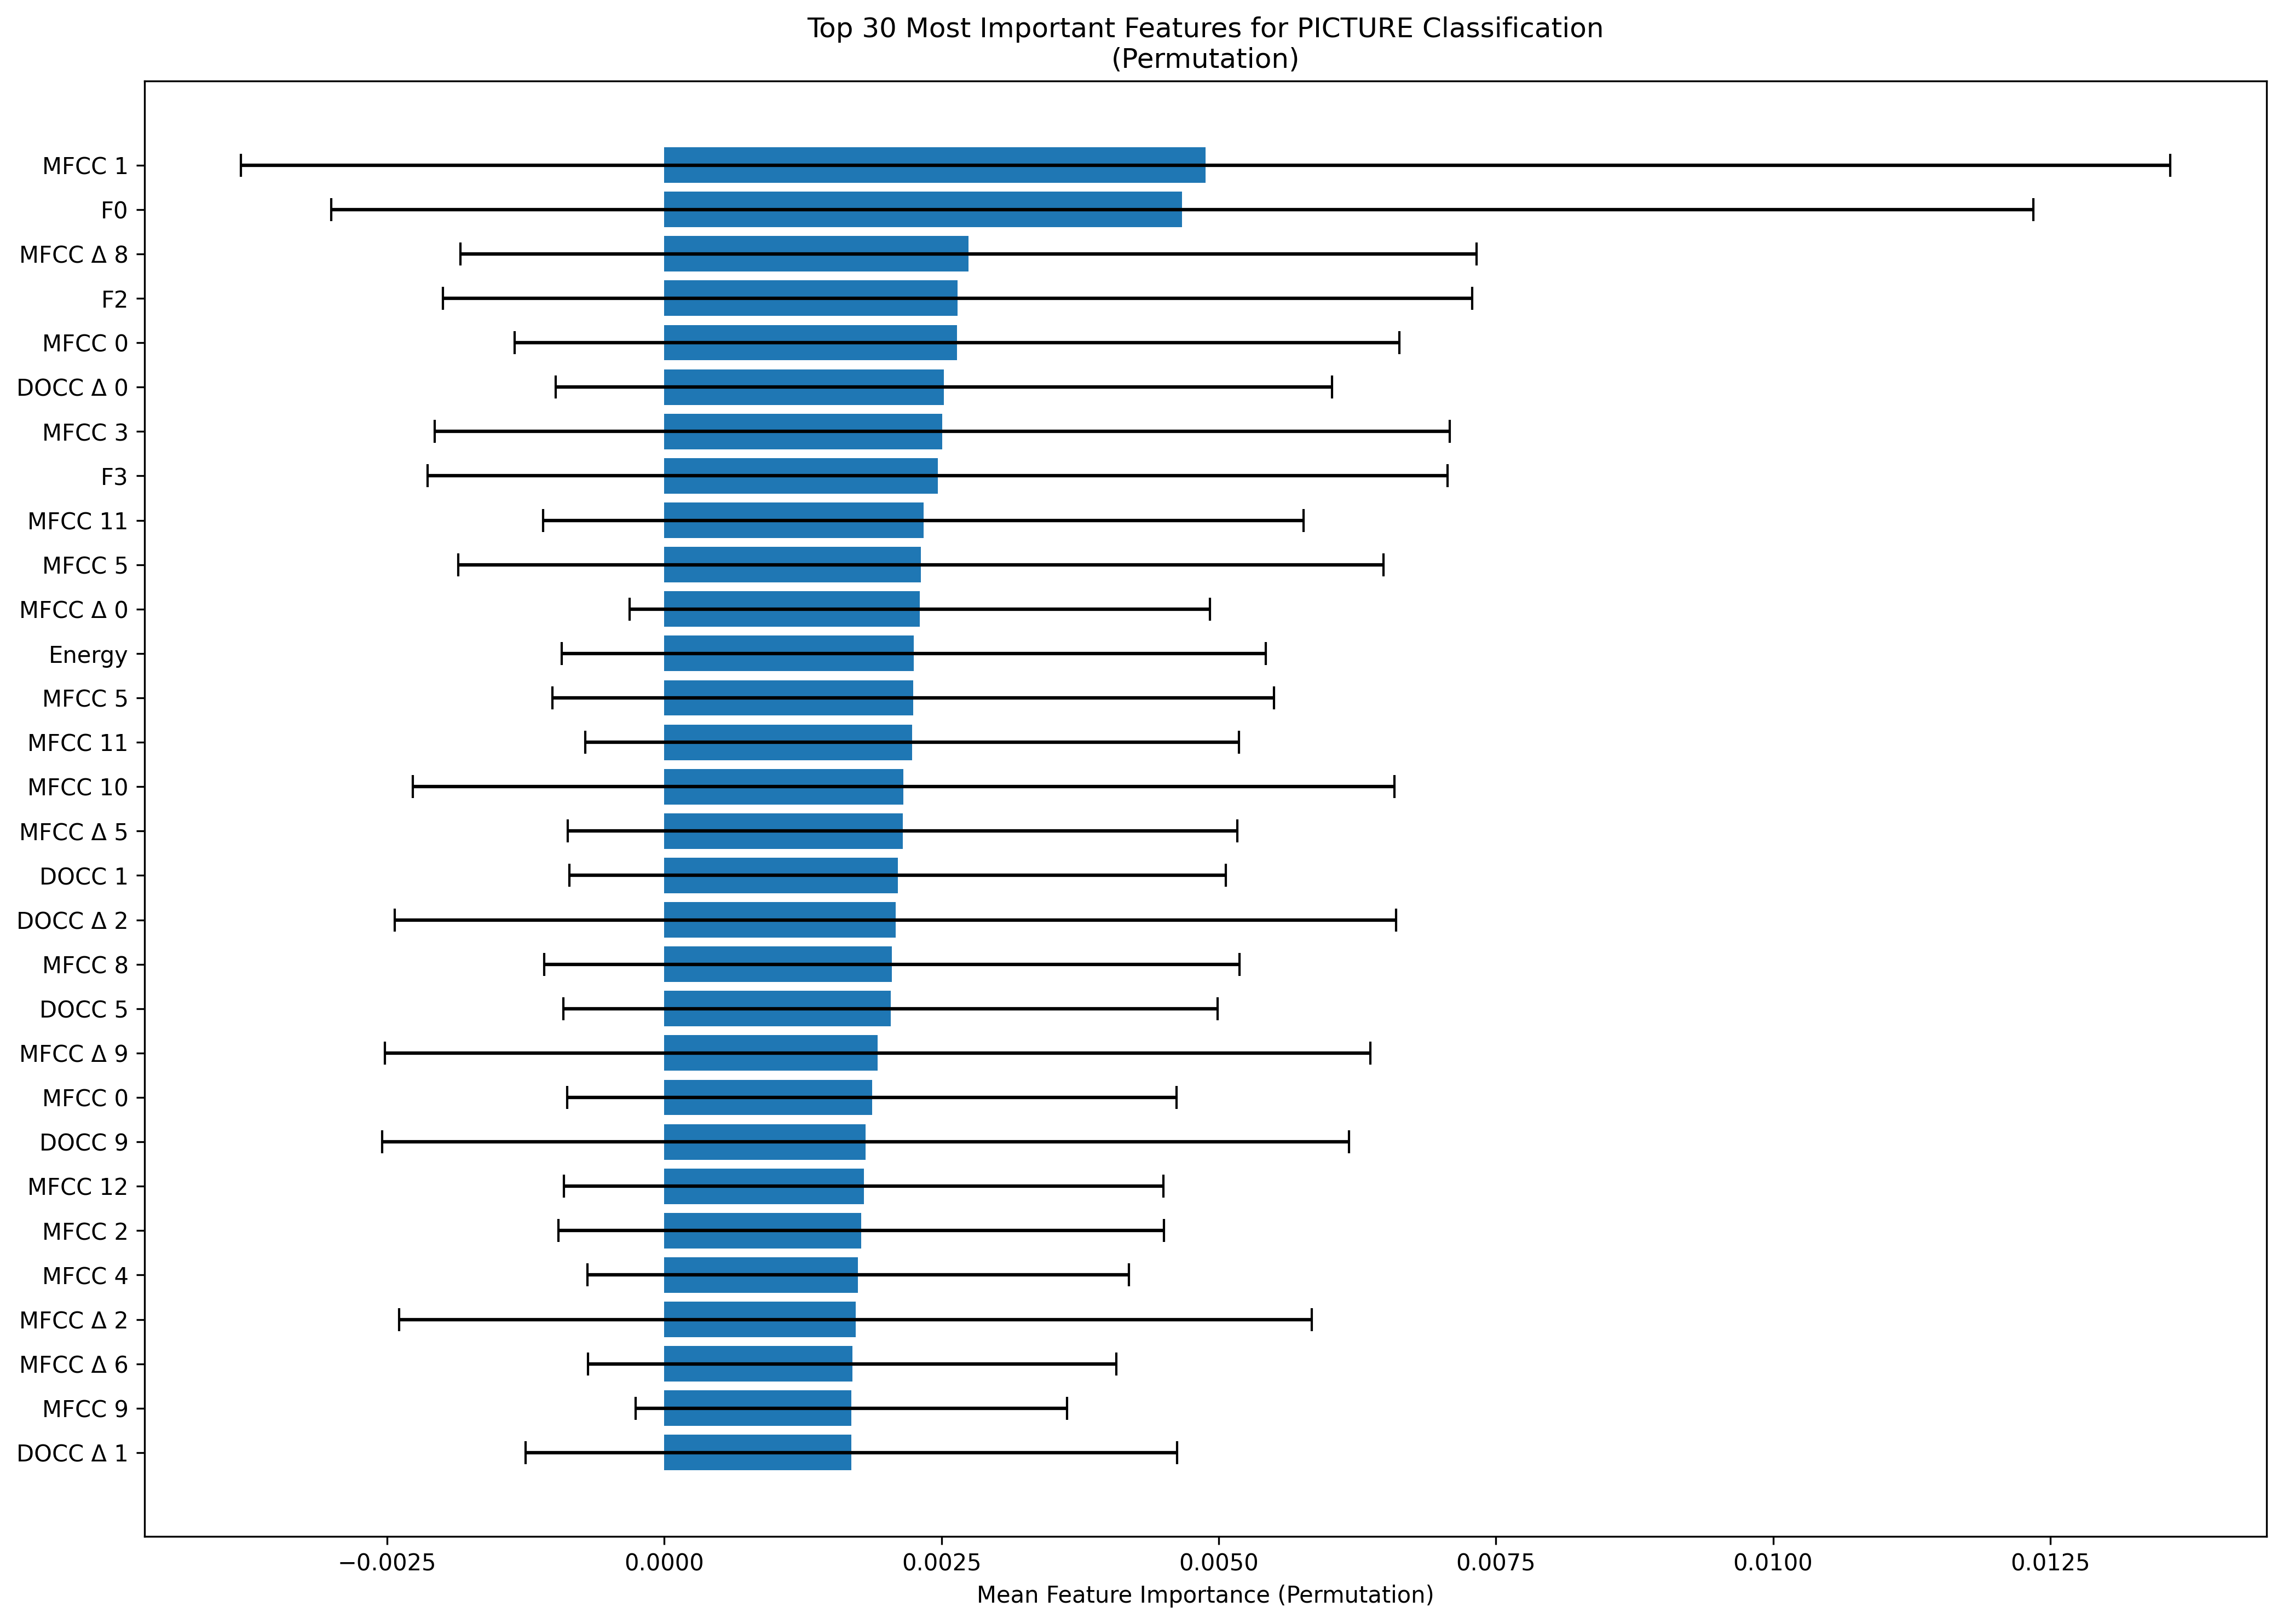 Top 30 Most Important Features for PICTURE Classification
(Permutation)
MFCC 1
F0
MFCC Δ 8
F2
MFCC 0
DOCC Δ 0
MFCC 3
F3
MFCC 11
MFCC 5
MFCC Δ 0
Energy
MFCC 5
MFCC 11
MFCC 10
MFCC Δ 5
DOCC 1
DOCC Δ 2
MFCC 8
DOCC 5
MFCC Δ 9
MFCC 0
DOCC 9
MFCC 12
MFCC 2
MFCC 4
MFCC Δ 2
MFCC Δ 6
MFCC 9
DOCC Δ 1
−0.0025 0.0000 0.0025 0.0050 0.0075 0.0100 0.0125
Mean Feature Importance (Permutation)